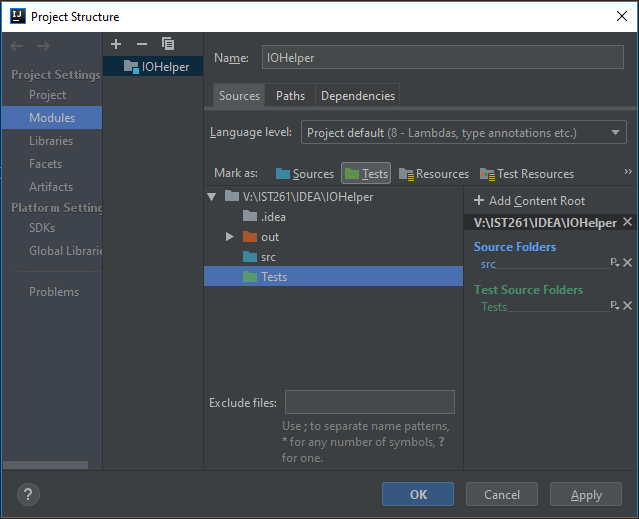 Project Structure
Project Settings
Project
Modules
Libraries
Facets
Artifacts
Platform Setting
SDKs
Global Librarie
Problems
IOHelper
Name: IOHelper
Sources Paths Dependencies
Language level: Project default (8 - Lambdas, type annotations etc.)
Mark as: Sources Tests Resources Test Resources »
V:\IST261\IDEA\IOHelper
.idea
out
src
Tests
Exclude files:
Use ; to separate name patterns,
* for any number of symbols, ?
for one.
+ Add Content Root
V:\IST261\IDEA\IOHelper
Source Folders
src
Test Source Folders
Tests
? OK Cancel Apply